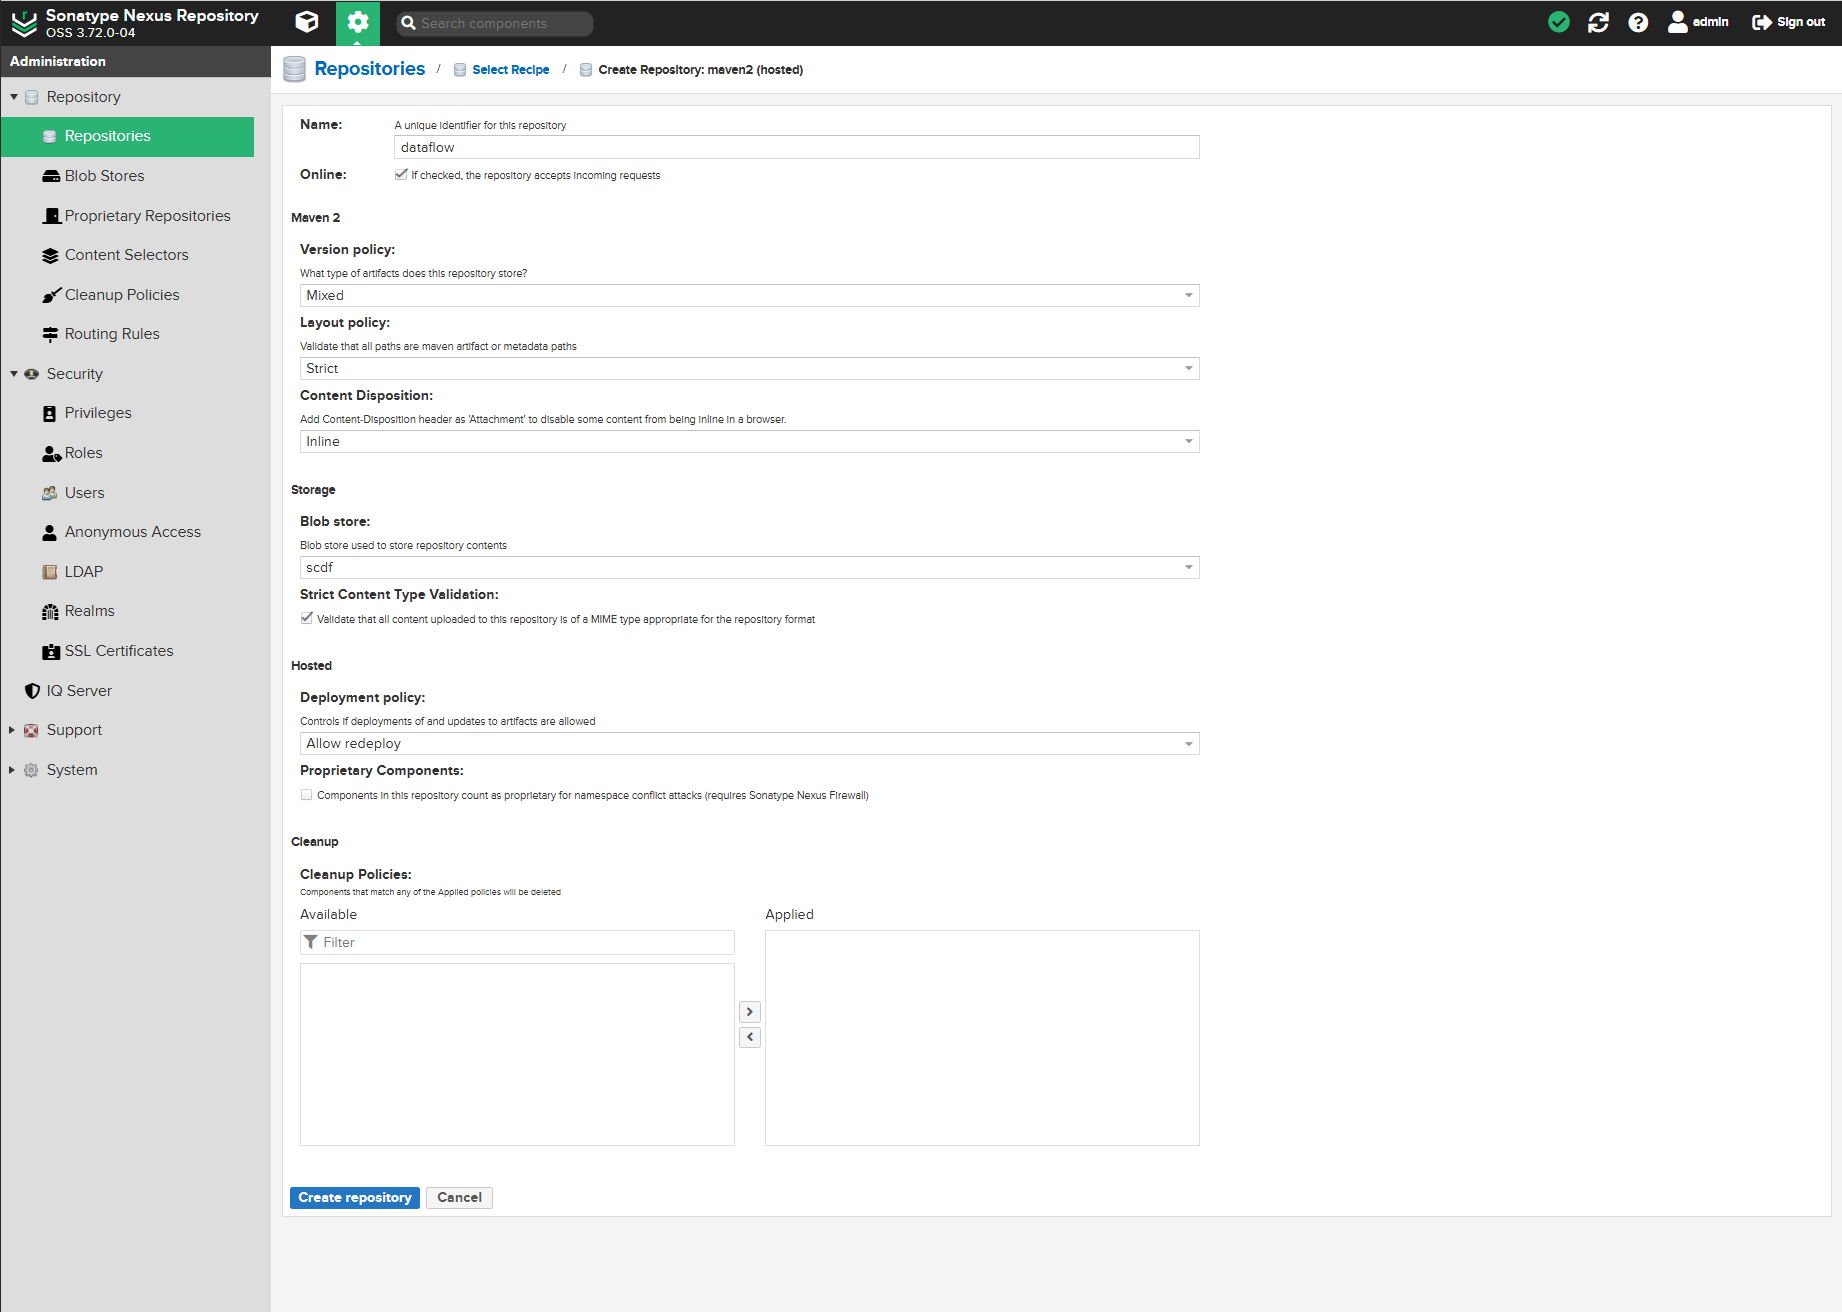 Sonatype Nexus Repository
OSS 3.72.0-04
Search components
admin
Sign out
Administration
Repository
Repositories
Blob Stores
Proprietary Repositories
Content Selectors
Cleanup Policies
Routing Rules
Security
Privileges
Roles
Users
Anonymous Access
LDAP
Realms
SSL Certificates
IQ Server
Support
System
Repositories / Select Recipe / Create Repository: maven2 (hosted)
Name: A unique identifier for this repository
dataflow
Online: If checked, the repository accepts incoming requests
Maven 2
Version policy:
What type of artifacts does this repository store?
Mixed
Layout policy:
Validate that all paths are maven artifact or metadata paths
Strict
Content Disposition:
Add Content-Disposition header as 'Attachment' to disable some content from being inline in a browser.
Inline
Storage
Blob store:
Blob store used to store repository contents
scdf
Strict Content Type Validation:
Validate that all content uploaded to this repository is of a MIME type appropriate for the repository format
Hosted
Deployment policy:
Controls if deployments of and updates to artifacts are allowed
Allow redeploy
Proprietary Components:
Components in this repository count as proprietary for namespace conflict attacks (requires Sonatype Nexus Firewall)
Cleanup
Cleanup Policies:
Components that match any of the Applied policies will be deleted
Available
Applied
Filter
Create repository
Cancel